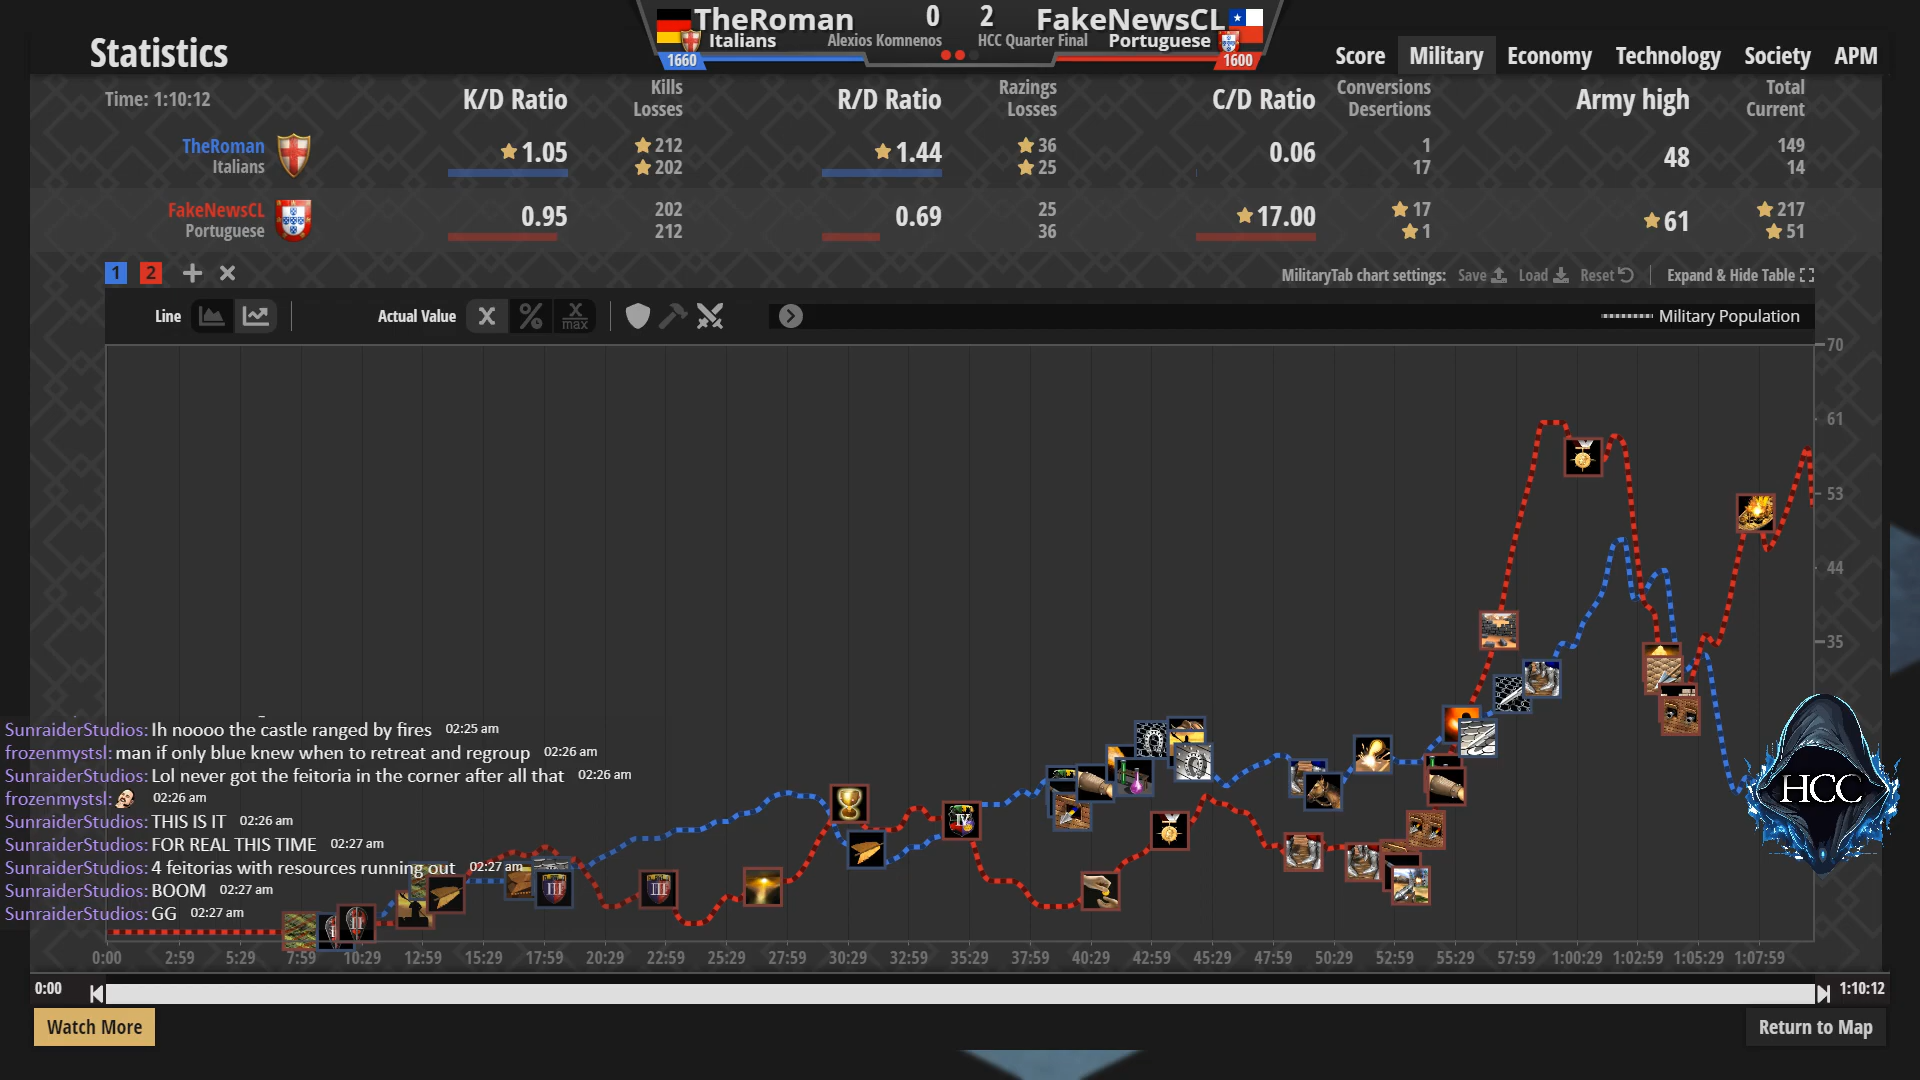 TheRoman 0 2 FakeNewsCL
Italians Alexios Komnenos HCC Quarter Final Portuguese
1660 1600
Statistics
Score Military Economy Technology Society APM
Time: 1:10:12
K/D Ratio Kills Losses R/D Ratio Razings Losses C/D Ratio Conversions Desertions Army high Total Current
TheRoman 1.05 212 1.44 36 0.06 1 48 149
Italians 202 25 17 14
FakeNewsCL 0.95 202 0.69 25 17.00 17 61 217
Portuguese 212 36 1 51
1 2
MilitaryTab chart settings: Save Load Reset Expand & Hide Table
Line Actual Value X % X max Military Population
70
61
53
44
35
SunraiderStudios: Ih noooo the castle ranged by fires 02:25 am
frozenmystsl: man if only blue knew when to retreat and regroup 02:26 am
SunraiderStudios: Lol never got the feitoria in the corner after all that 02:26 am
frozenmystsl: 02:26 am
SunraiderStudios: THIS IS IT 02:26 am
SunraiderStudios: FOR REAL THIS TIME 02:27 am
SunraiderStudios: 4 feitorias with resources running out 02:27 am
SunraiderStudios: BOOM 02:27 am
SunraiderStudios: GG 02:27 am
II III III IV
HCC
0:00 2:59 5:29 7:59 10:29 12:59 15:29 17:59 20:29 22:59 25:29 27:59 30:29 32:59 35:29 37:59 40:29 42:59 45:29 47:59 50:29 52:59 55:29 57:59 1:00:29 1:02:59 1:05:29 1:07:59
0:00 1:10:12
Watch More Return to Map